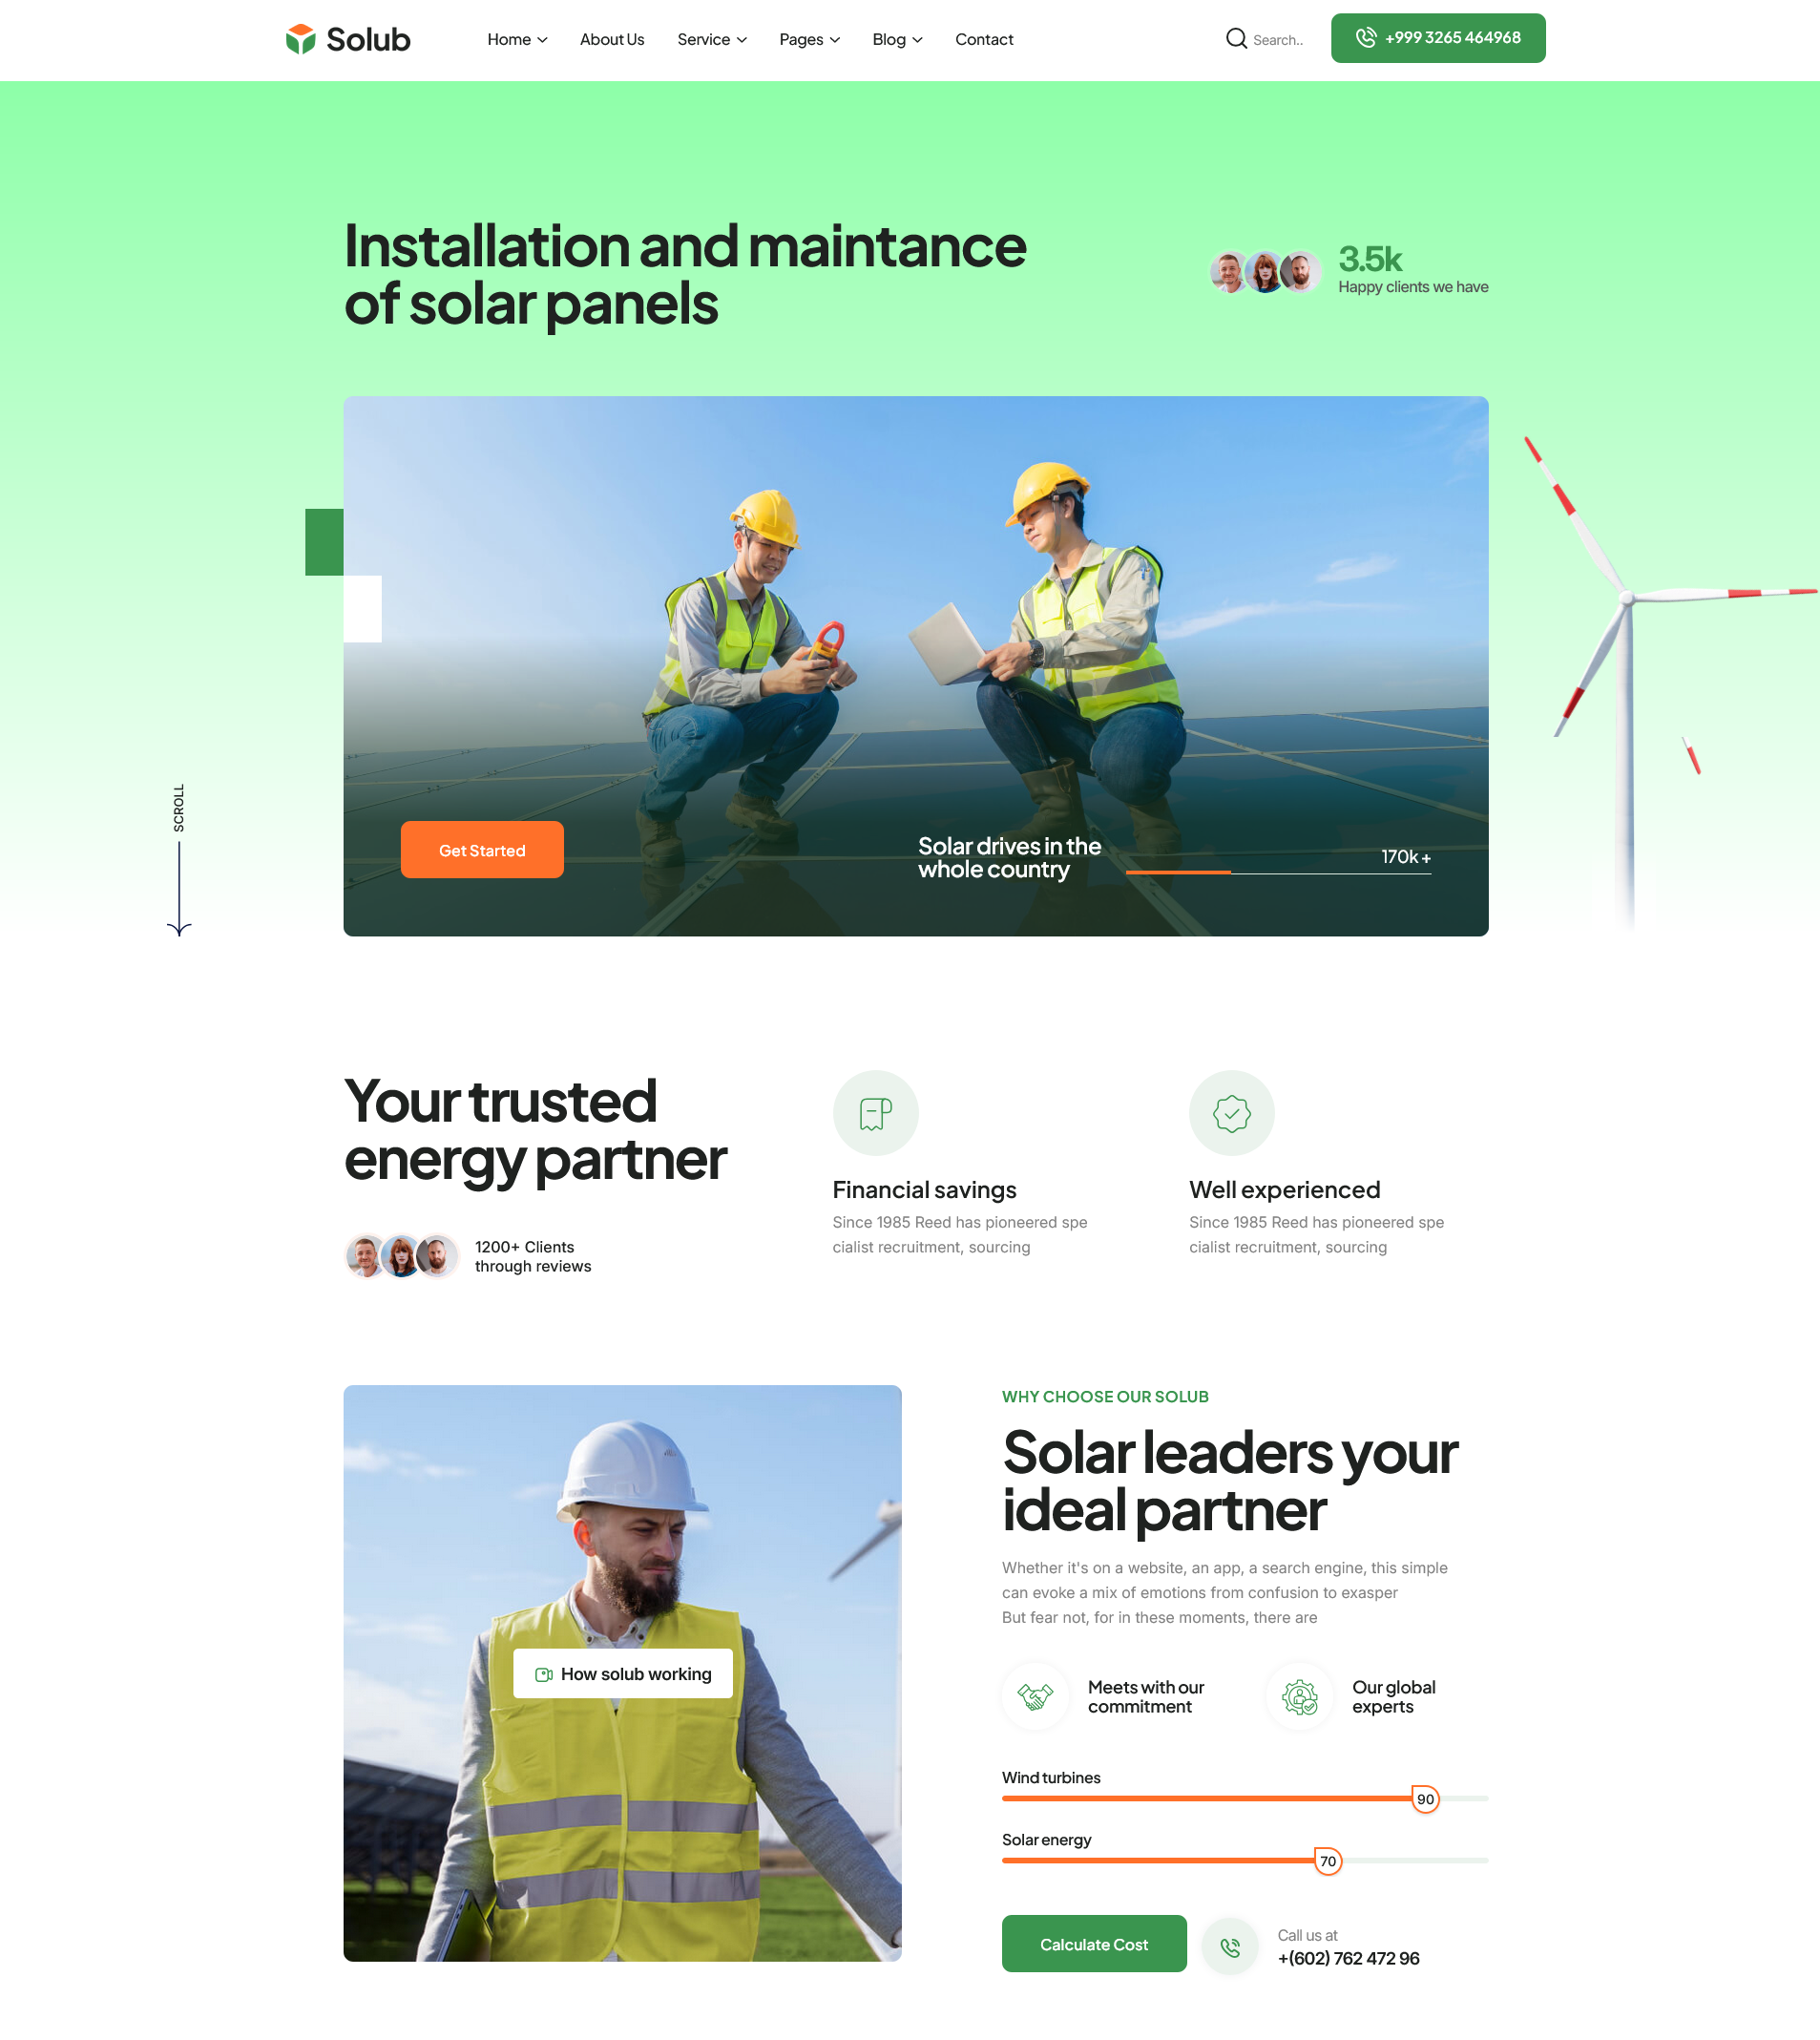 Solub
Home
About Us
Service
Pages
Blog
Contact
Search..
+999 3265 464968
Installation and maintance
of solar panels
3.5k
Happy clients we have
SCROLL
Get Started
Solar drives in the
whole country
170k +
Your trusted
energy partner
1200+ Clients
through reviews
Financial savings
Since 1985 Reed has pioneered spe
cialist recruitment, sourcing
Well experienced
Since 1985 Reed has pioneered spe
cialist recruitment, sourcing
How solub working
WHY CHOOSE OUR SOLUB
Solar leaders your
ideal partner
Whether it's on a website, an app, a search engine, this simple
can evoke a mix of emotions from confusion to exasper
But fear not, for in these moments, there are
Meets with our
commitment
Our global
experts
Wind turbines
90
Solar energy
70
Calculate Cost
Call us at
+(602) 762 472 96